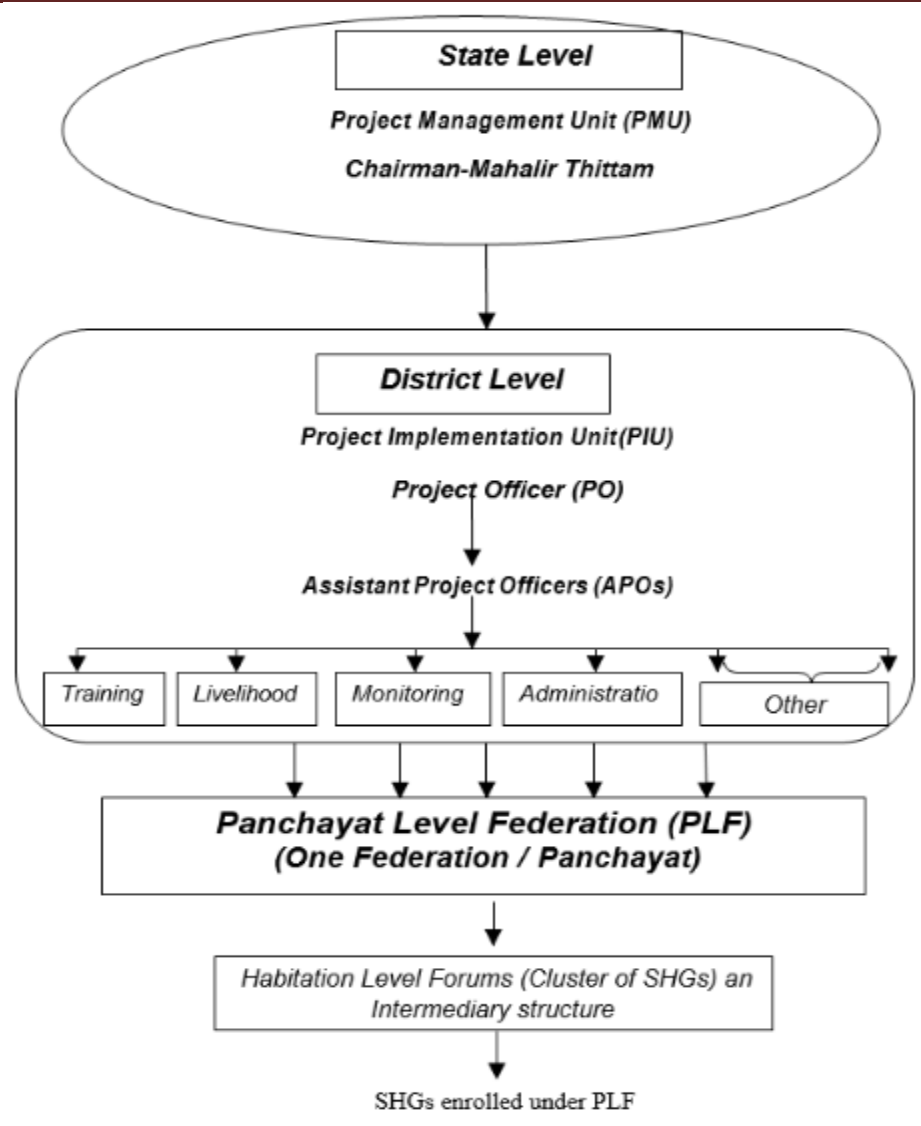 State Level
Project Management Unit (PMU)
Chairman-Mahalir Thittam
District Level
Project Implementation Unit(PIU)
Project Officer (PO)
Assistant Project Officers (APOs)
Training
Livelihood
Monitoring
Administratio
Other
Panchayat Level Federation (PLF)
(One Federation / Panchayat)
Habitation Level Forums (Cluster of SHGs) an
Intermediary structure
SHGs enrolled under PLF